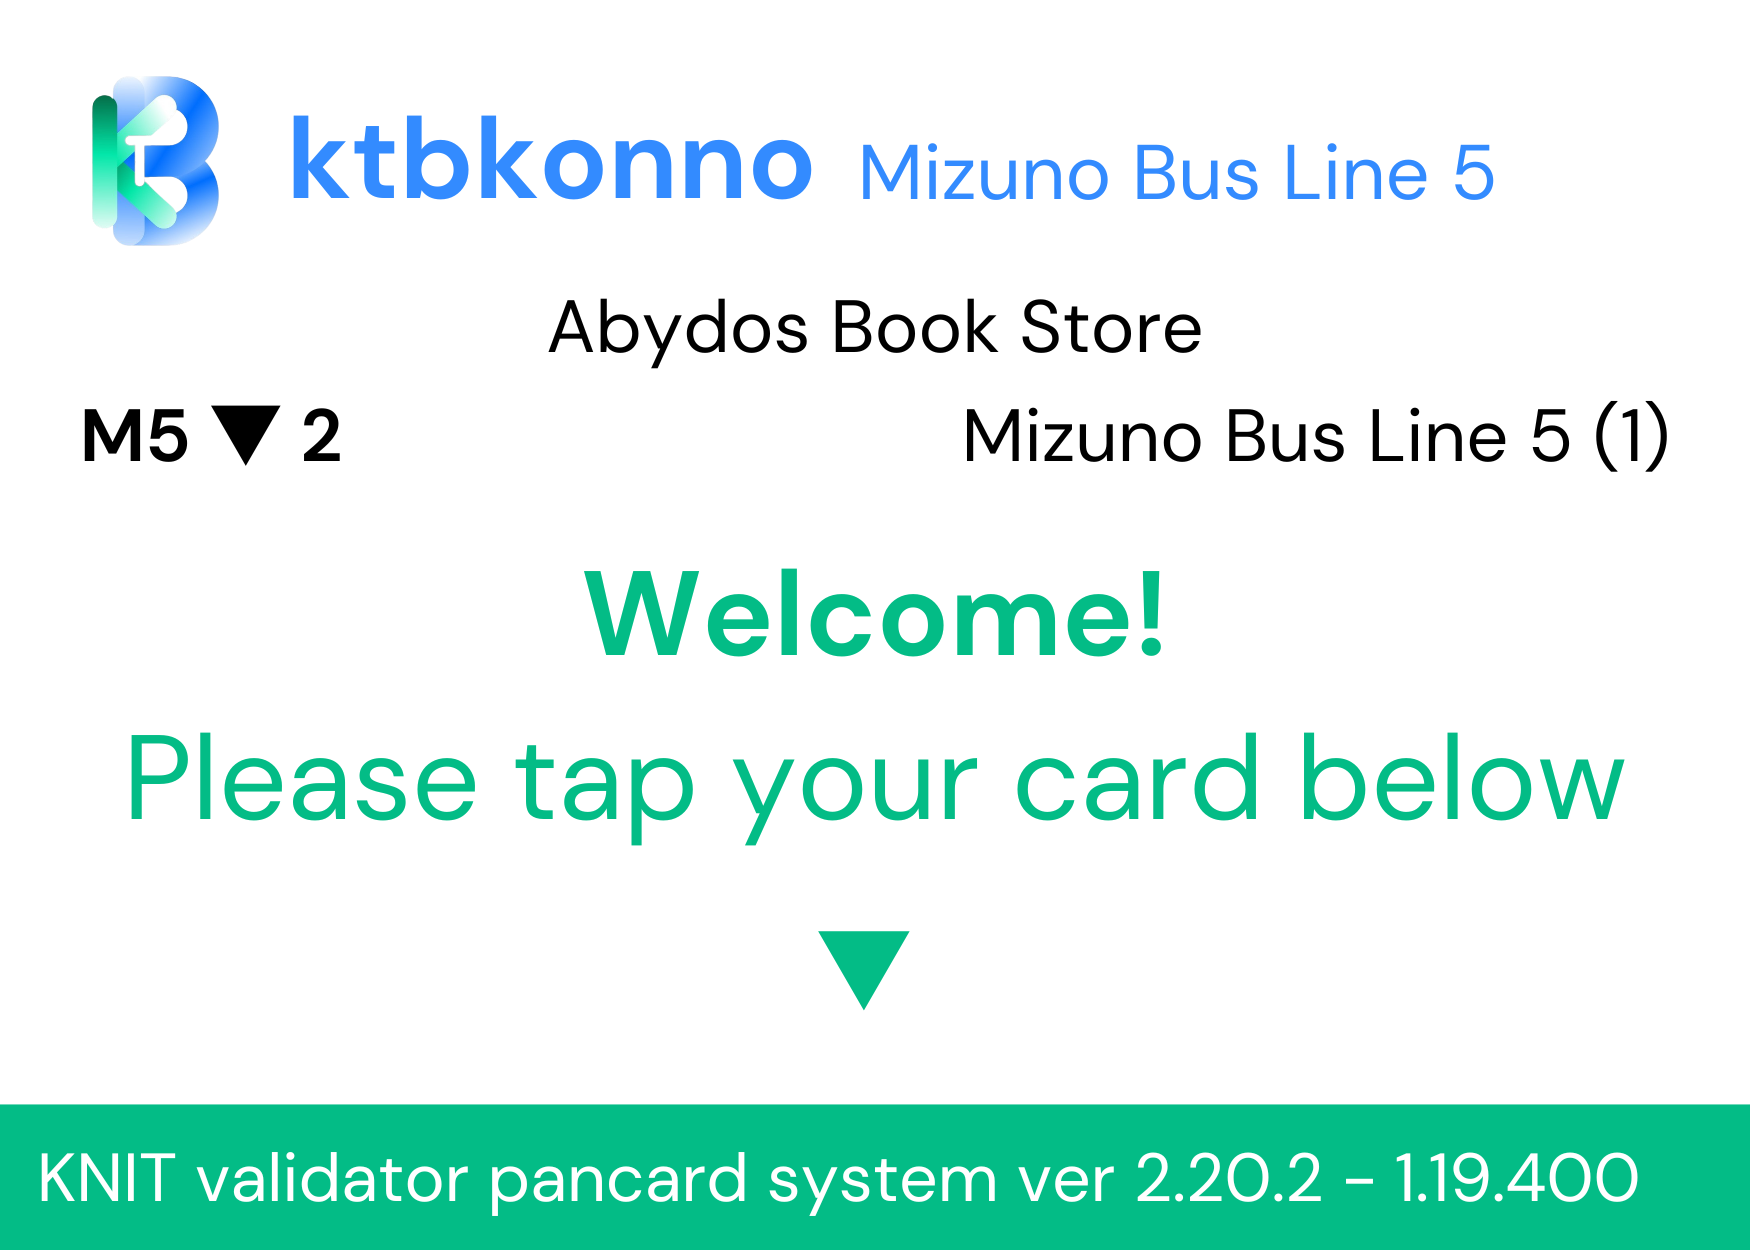 ktbkonno Mizuno Bus Line 5
Abydos Book Store
M5 ▼ 2 Mizuno Bus Line 5 (1)
Welcome!
Please tap your card below
▼
KNIT validator pancard system ver 2.20.2 - 1.19.400